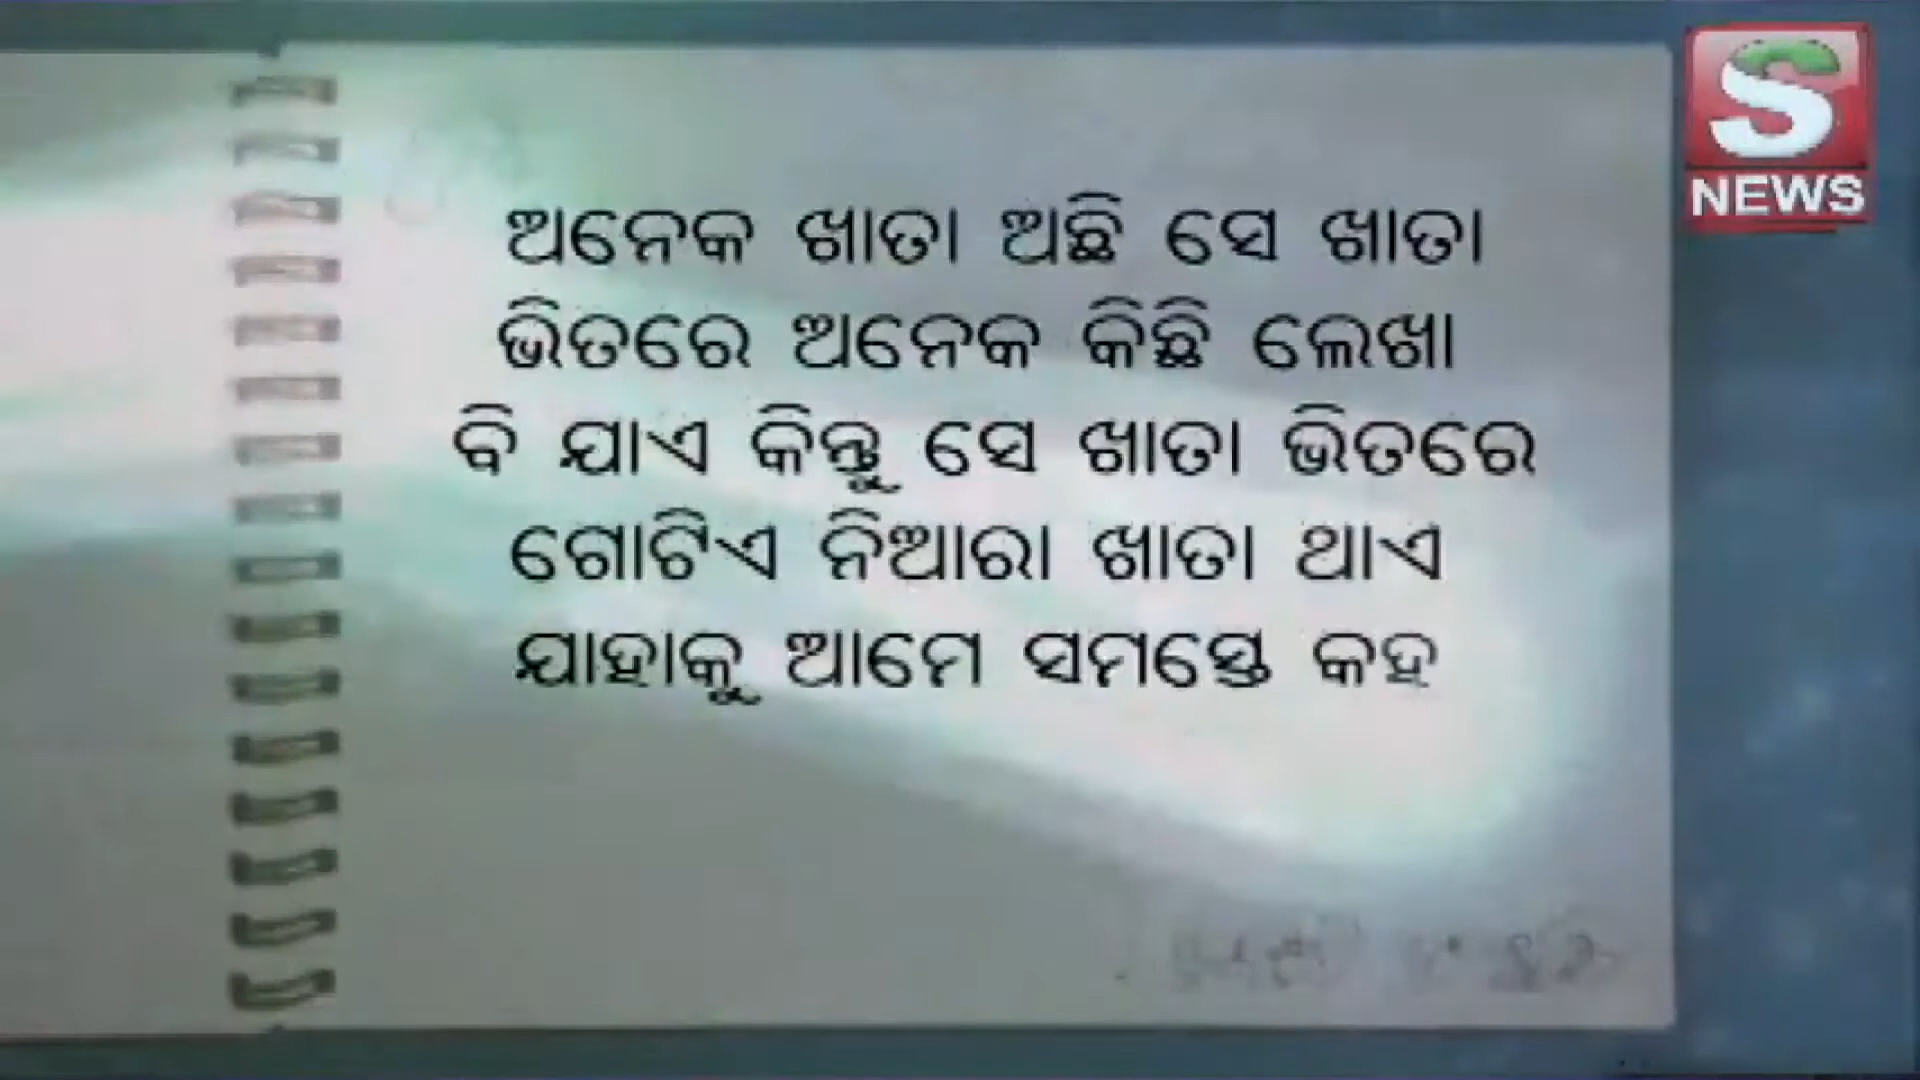 ଅନେକ ଖାତା ଅଛି ସେ ଖାତା
ଭିତରେ ଅନେକ କିଛି ଲେଖା
ବି ଯାଏ କିନ୍ତୁ ସେ ଖାତା ଭିତରେ
ଗୋଟିଏ ନିଆରା ଖାତା ଥାଏ
ଯାହାକୁ ଆମେ ସମସ୍ତେ କହ
S
NEWS